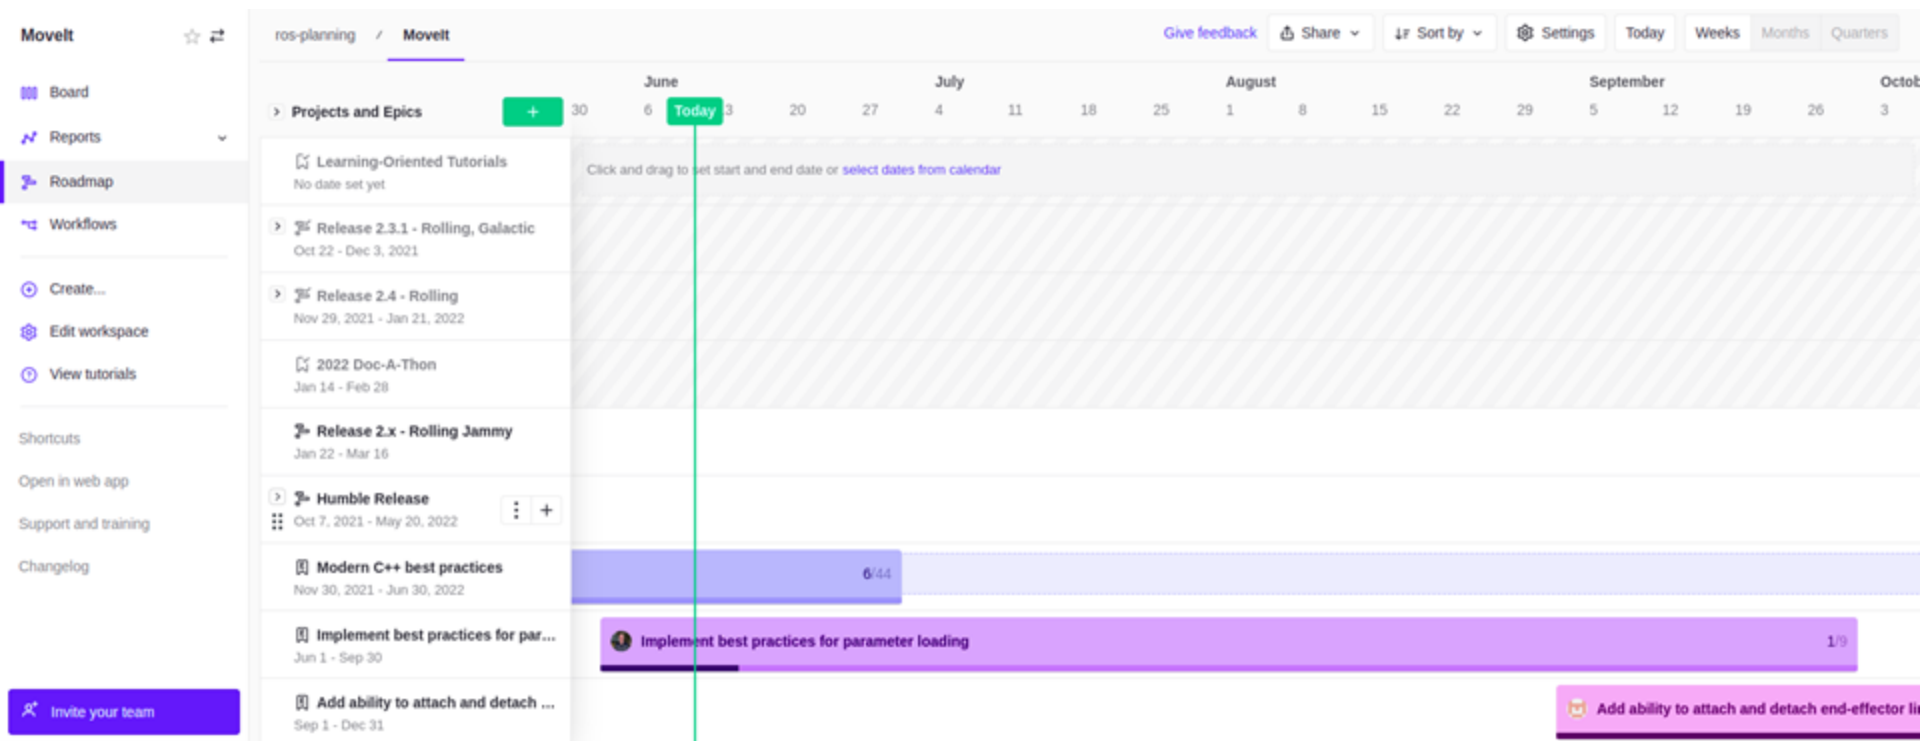 MoveIt
Board
Reports
Roadmap
Workflows
Create...
Edit workspace
View tutorials
Shortcuts
Open in web app
Support and training
Changelog
Invite your team
ros-planning / MoveIt
Give feedback Share Sort by Settings Today Weeks Months Quarters
June July August September Octob
Projects and Epics + 30 6 Today 3 20 27 4 11 18 25 1 8 15 22 29 5 12 19 26 3
Learning-Oriented Tutorials
No date set yet
Click and drag to set start and end date or select dates from calendar
Release 2.3.1 - Rolling, Galactic
Oct 22 - Dec 3, 2021
Release 2.4 - Rolling
Nov 29, 2021 - Jan 21, 2022
2022 Doc-A-Thon
Jan 14 - Feb 28
Release 2.x - Rolling Jammy
Jan 22 - Mar 16
Humble Release
Oct 7, 2021 - May 20, 2022
Modern C++ best practices
Nov 30, 2021 - Jun 30, 2022
6/44
Implement best practices for par...
Jun 1 - Sep 30
Implement best practices for parameter loading 1/9
Add ability to attach and detach ...
Sep 1 - Dec 31
Add ability to attach and detach end-effector li